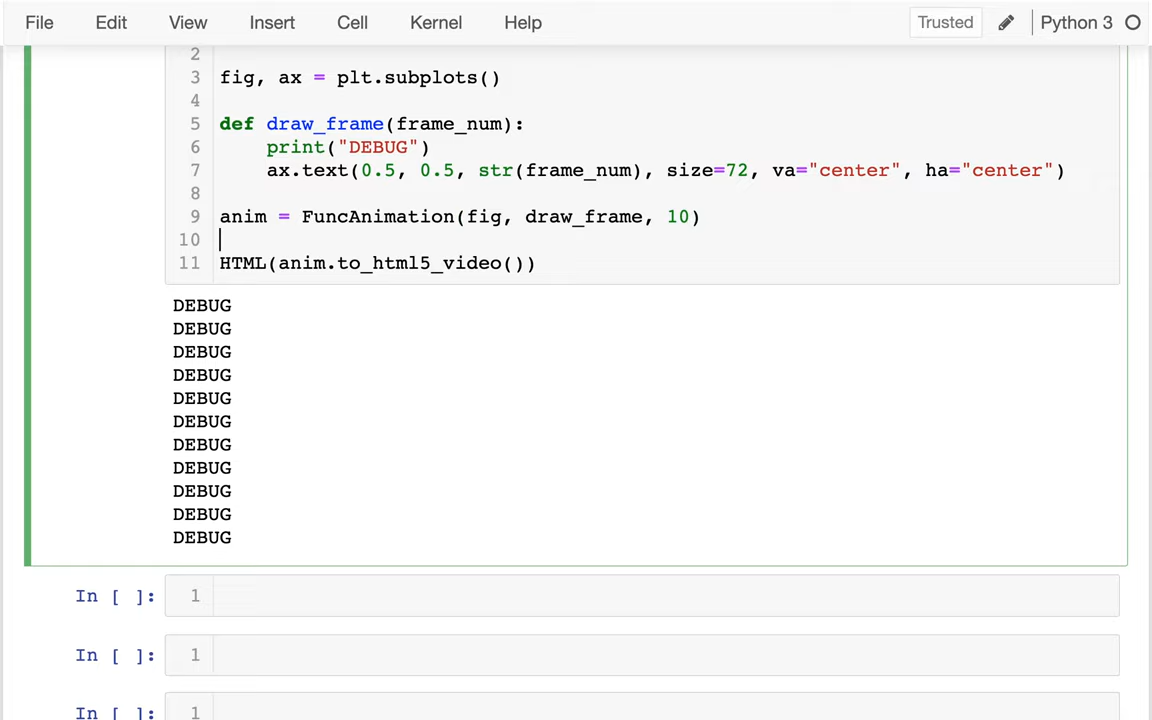 File Edit View Insert Cell Kernel Help Trusted Python 3
2
3 fig, ax = plt.subplots()
4
5 def draw_frame(frame_num):
6     print("DEBUG")
7     ax.text(0.5, 0.5, str(frame_num), size=72, va="center", ha="center")
8
9 anim = FuncAnimation(fig, draw_frame, 10)
10
11 HTML(anim.to_html5_video())
DEBUG
DEBUG
DEBUG
DEBUG
DEBUG
DEBUG
DEBUG
DEBUG
DEBUG
DEBUG
DEBUG
In [ ]: 1
In [ ]: 1
In [ ]: 1